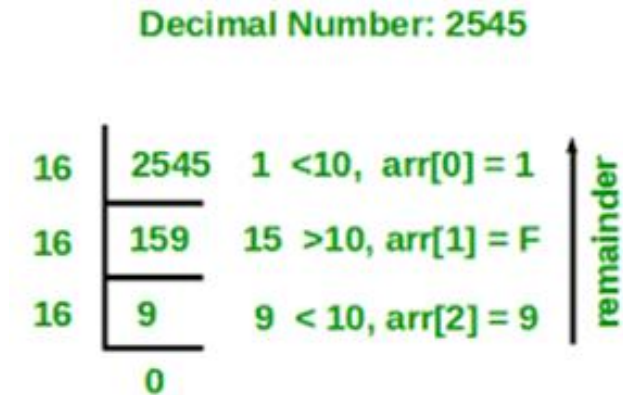 Decimal Number: 2545
16 2545 1 <10, arr[0] = 1
16 159 15 >10, arr[1] = F
16 9 9 < 10, arr[2] = 9
0
remainder